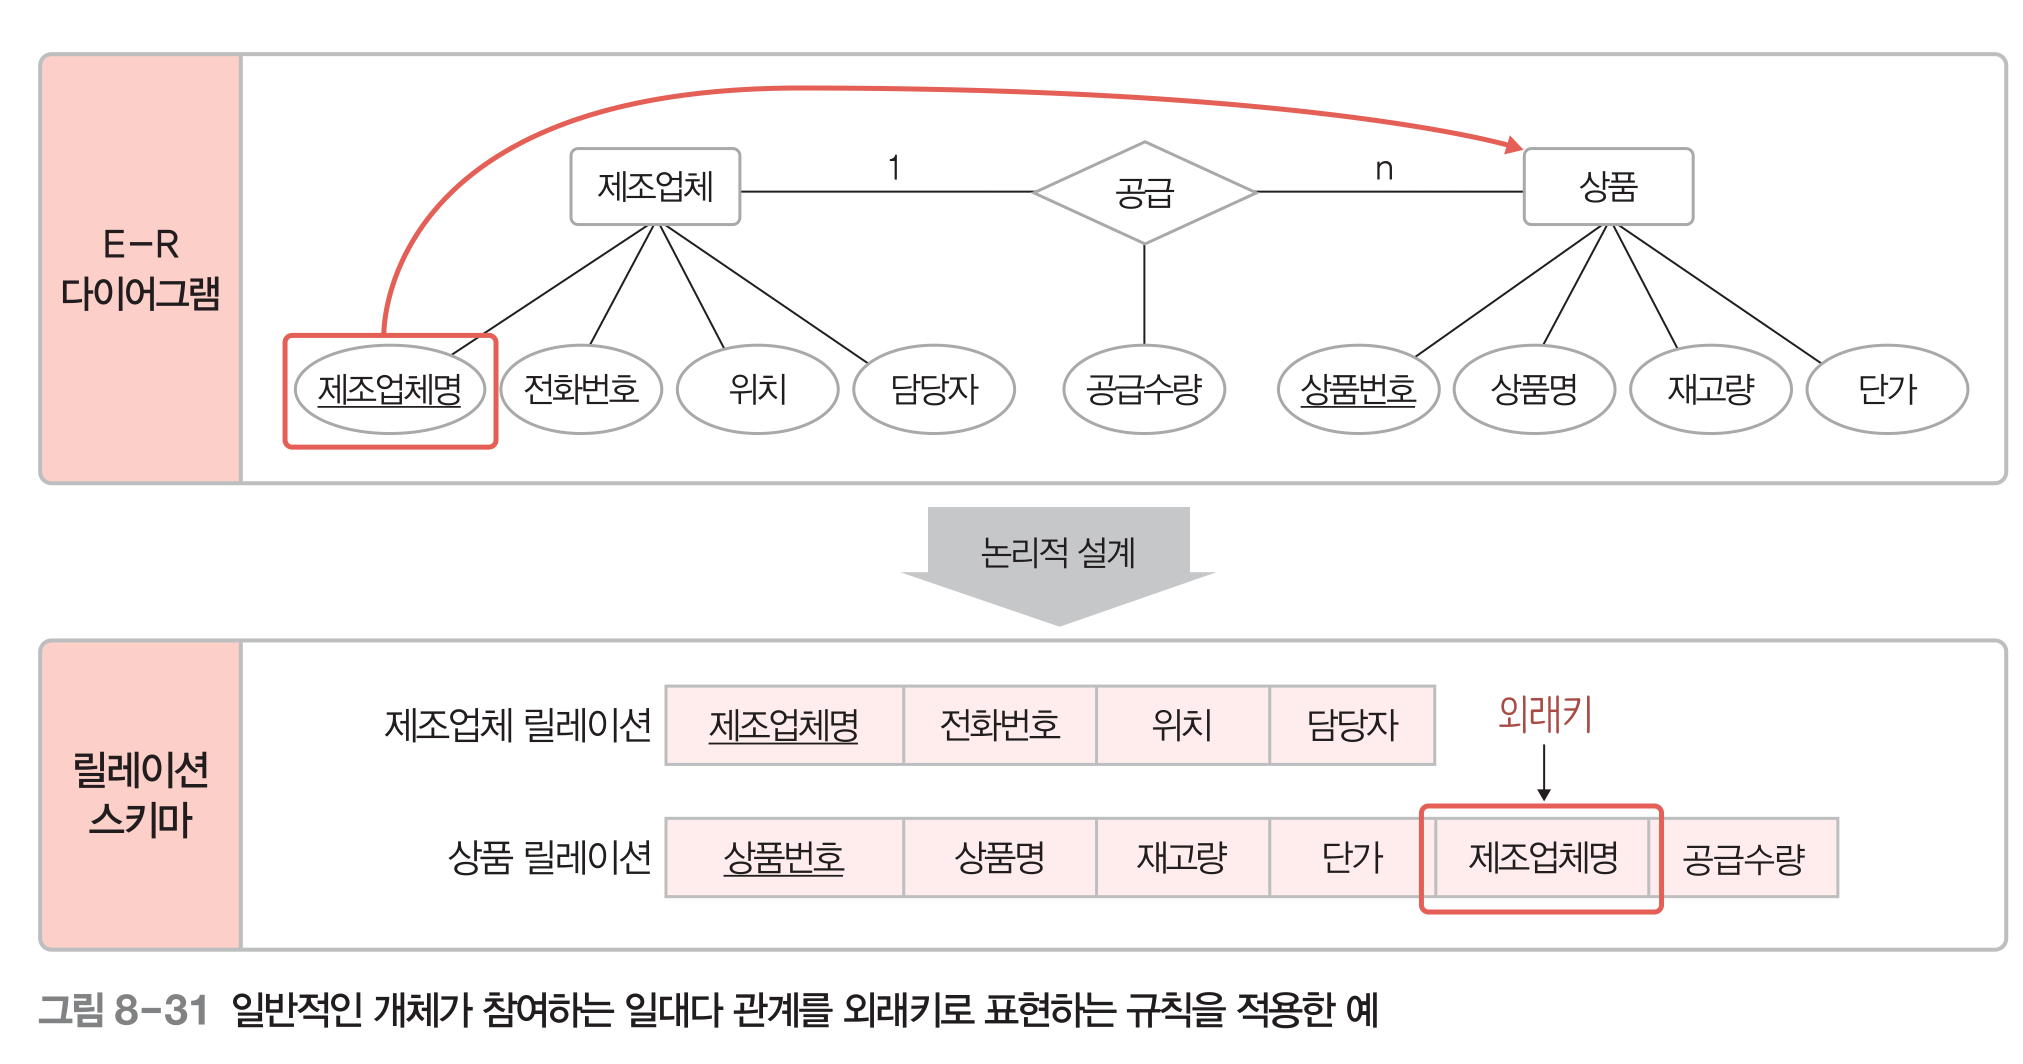 E-R
다이어그램
제조업체
1
공급
n
상품
제조업체명
전화번호
위치
담당자
공급수량
상품번호
상품명
재고량
단가
논리적 설계
릴레이션
스키마
제조업체 릴레이션
제조업체명
전화번호
위치
담당자
외래키
상품 릴레이션
상품번호
상품명
재고량
단가
제조업체명
공급수량
그림 8-31 일반적인 개체가 참여하는 일대다 관계를 외래키로 표현하는 규칙을 적용한 예